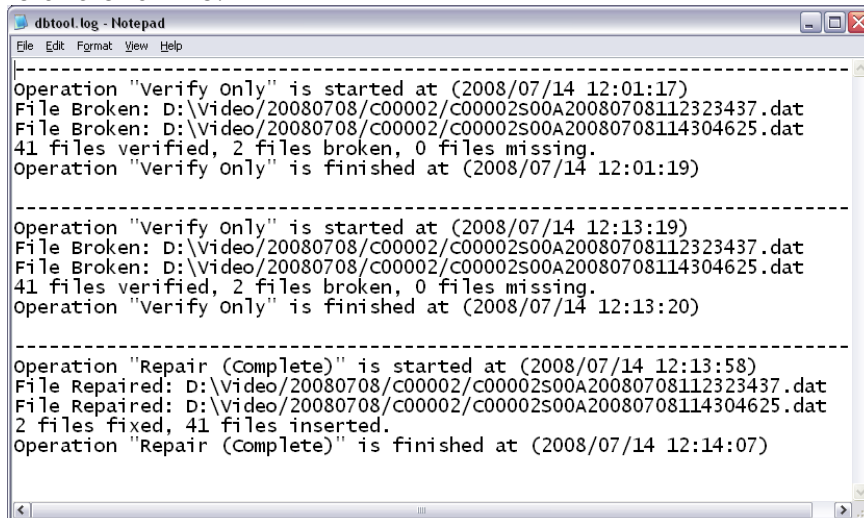 dbtool.log - Notepad
File Edit Format View Help
--------------------------------------------------------------------------------
Operation "Verify Only" is started at (2008/07/14 12:01:17)
File Broken: D:\Video/20080708/C00002/C00002S00A20080708112323437.dat
File Broken: D:\Video/20080708/C00002/C00002S00A20080708114304625.dat
41 files verified, 2 files broken, 0 files missing.
Operation "Verify Only" is finished at (2008/07/14 12:01:19)
--------------------------------------------------------------------------------
Operation "Verify Only" is started at (2008/07/14 12:13:19)
File Broken: D:\Video/20080708/C00002/C00002S00A20080708112323437.dat
File Broken: D:\Video/20080708/C00002/C00002S00A20080708114304625.dat
41 files verified, 2 files broken, 0 files missing.
Operation "Verify Only" is finished at (2008/07/14 12:13:20)
--------------------------------------------------------------------------------
Operation "Repair (Complete)" is started at (2008/07/14 12:13:58)
File Repaired: D:\Video/20080708/C00002/C00002S00A20080708112323437.dat
File Repaired: D:\Video/20080708/C00002/C00002S00A20080708114304625.dat
2 files fixed, 41 files inserted.
Operation "Repair (Complete)" is finished at (2008/07/14 12:14:07)